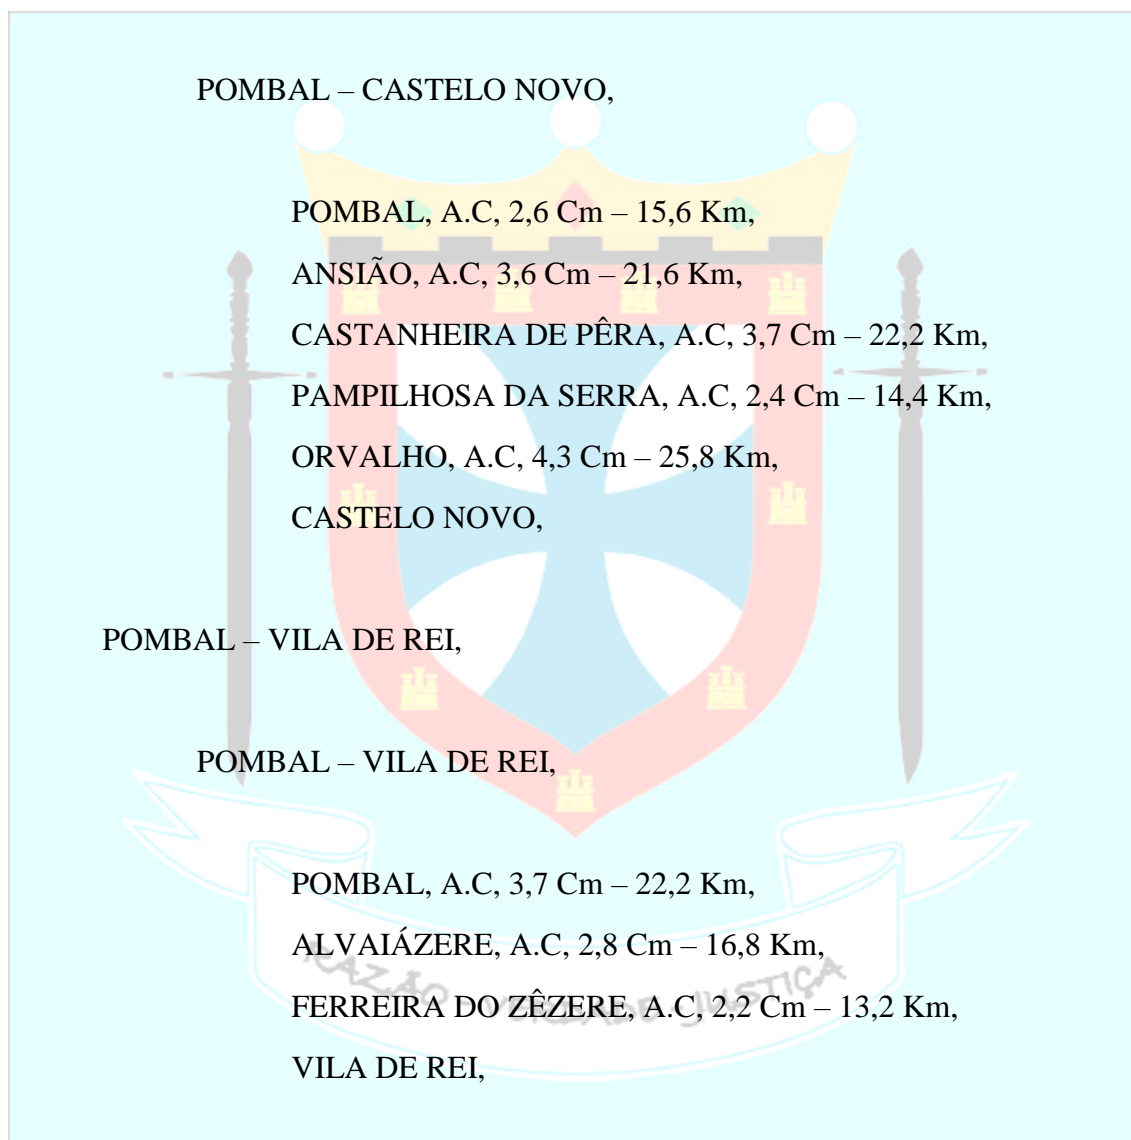 POMBAL – CASTELO NOVO,
POMBAL, A.C, 2,6 Cm – 15,6 Km,
ANSIÃO, A.C, 3,6 Cm – 21,6 Km,
CASTANHEIRA DE PÊRA, A.C, 3,7 Cm – 22,2 Km,
PAMPILHOSA DA SERRA, A.C, 2,4 Cm – 14,4 Km,
ORVALHO, A.C, 4,3 Cm – 25,8 Km,
CASTELO NOVO,
POMBAL – VILA DE REI,
POMBAL – VILA DE REI,
POMBAL, A.C, 3,7 Cm – 22,2 Km,
ALVAIÁZERE, A.C, 2,8 Cm – 16,8 Km,
FERREIRA DO ZÊZERE, A.C, 2,2 Cm – 13,2 Km,
VILA DE REI,
RAZÃO - VERDADE - JUSTIÇA